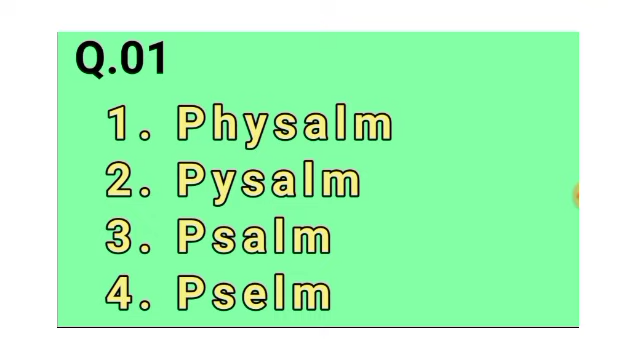 Q.01
1. Physalm
2. Pysalm
3. Psalm
4. Pselm